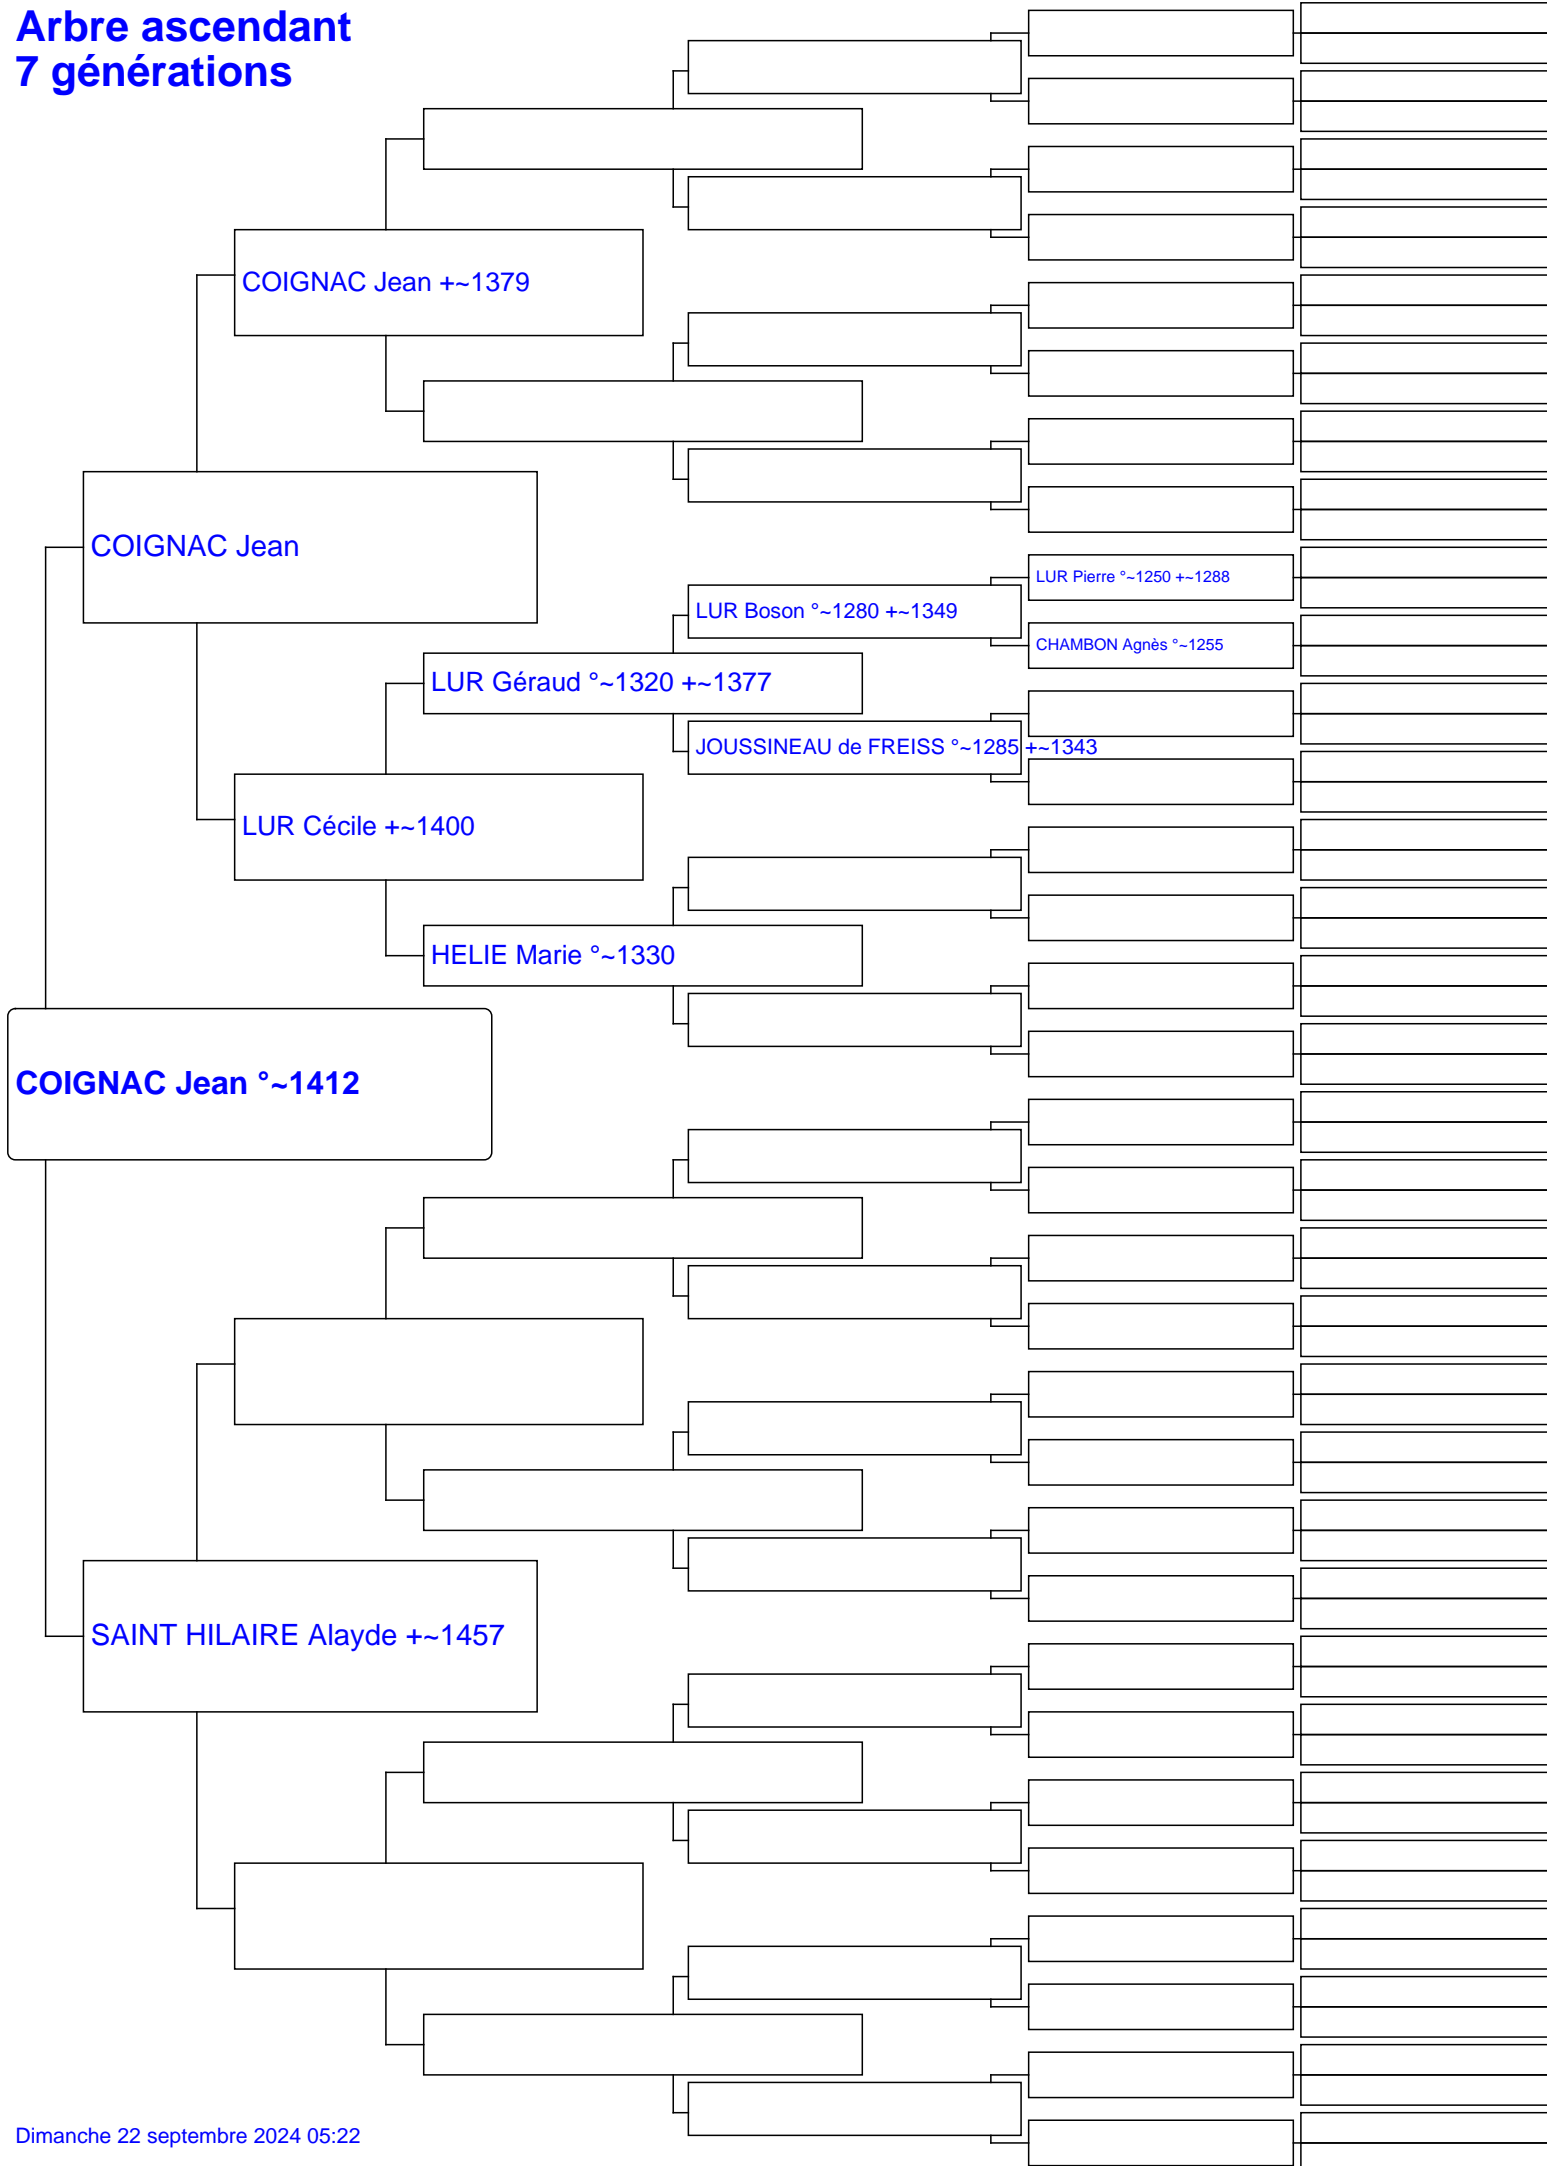 Arbre ascendant
7 générations
COIGNAC Jean +~1379
COIGNAC Jean
LUR Pierre °~1250 +~1288
LUR Boson °~1280 +~1349
CHAMBON Agnès °~1255
LUR Géraud °~1320 +~1377
JOUSSINEAU de FREISS °~1285 +~1343
LUR Cécile +~1400
HELIE Marie °~1330
COIGNAC Jean °~1412
SAINT HILAIRE Alayde +~1457
Dimanche 22 septembre 2024 05:22